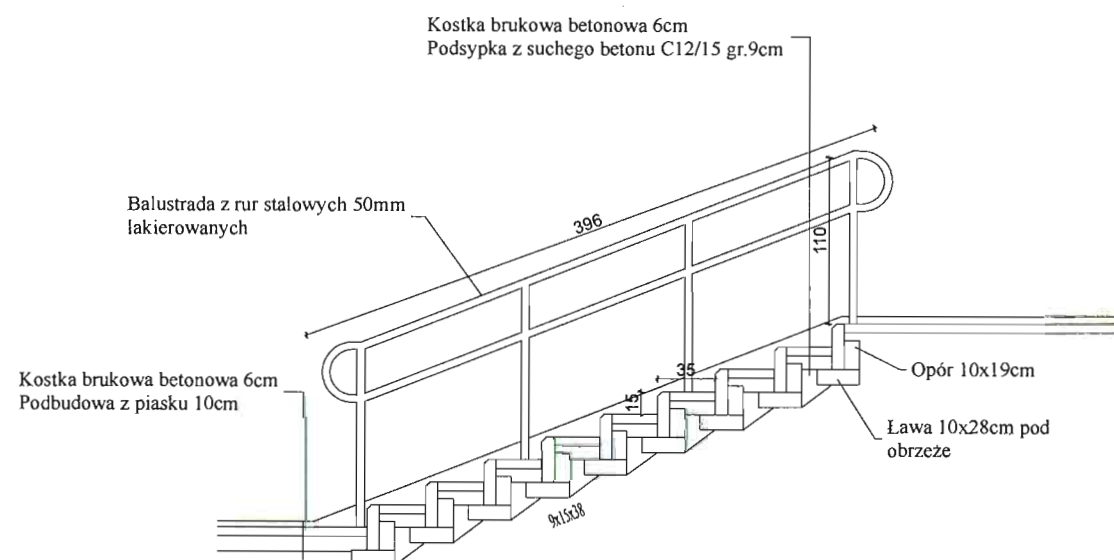 Kostka brukowa betonowa 6cm
Podsypka z suchego betonu C12/15 gr.9cm
Balustrada z rur stalowych 50mm
łakierowanych
396
110
Kostka brukowa betonowa 6cm
Podbudowa z piasku 10cm
35
15
Opór 10x19cm
Ława 10x28cm pod
obrzeże
9x15x38